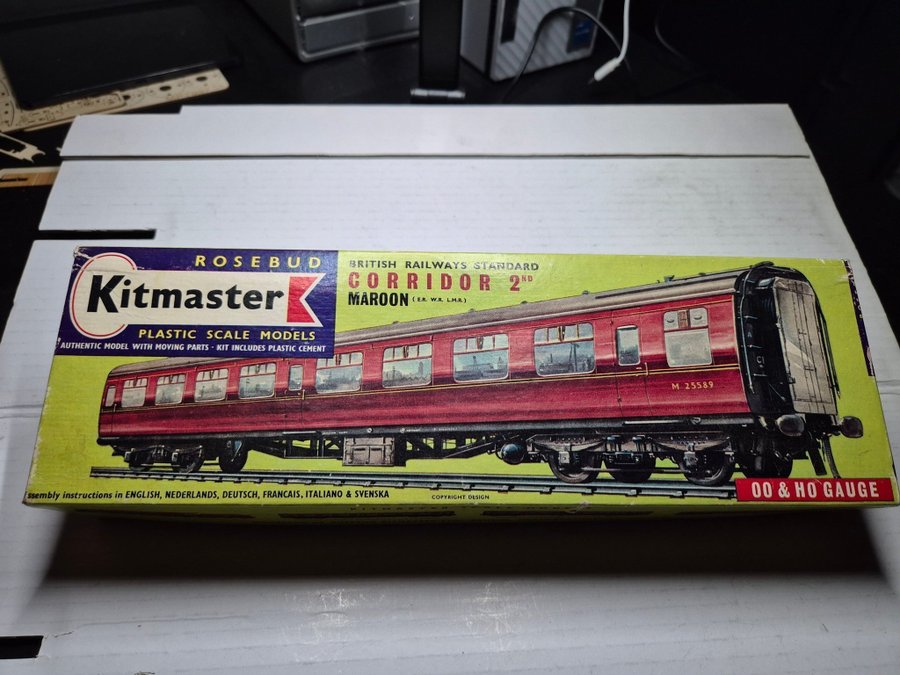 ROSEBUD
Kitmaster
PLASTIC SCALE MODELS
AUTHENTIC MODEL WITH MOVING PARTS - KIT INCLUDES PLASTIC CEMENT
BRITISH RAILWAYS STANDARD
CORRIDOR 2ND
MAROON (E.R. W.R. L.M.R.)
M 25589
ssembly instructions in ENGLISH, NEDERLANDS, DEUTSCH, FRANCAIS, ITALIANO & SVENSKA
COPYRIGHT DESIGN
OO & HO GAUGE